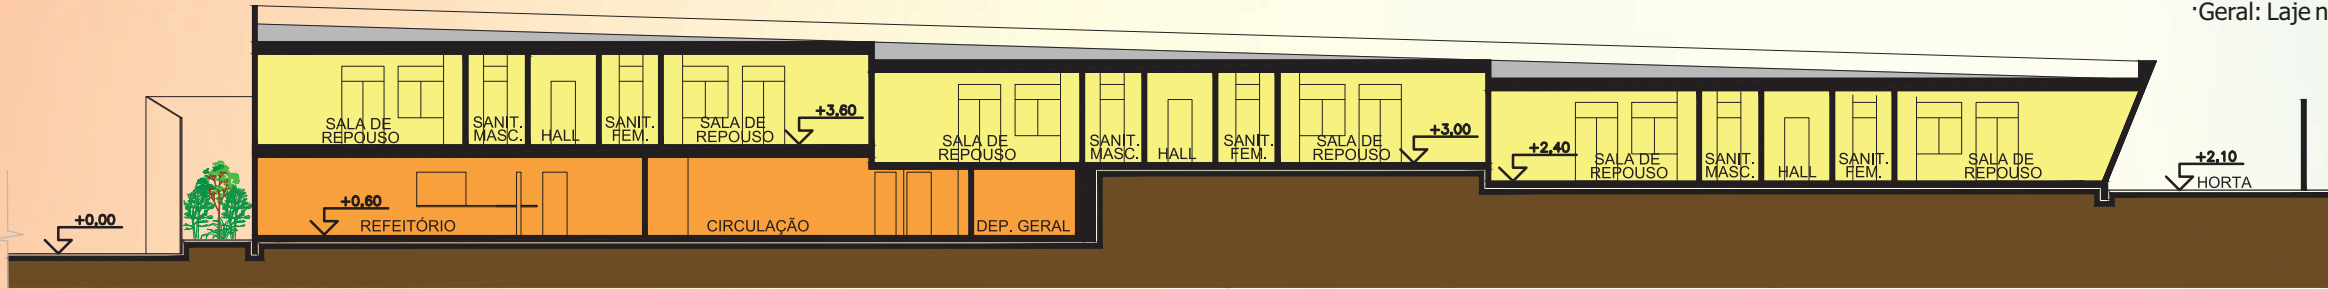 ·Geral: Laje n
+3,60
SALA DE
REPOUSO
SANIT.
MASC.
HALL
SANIT.
FEM.
SALA DE
REPOUSO
+3,00
SALA DE
REPOUSO
SANIT.
MASC.
HALL
SANIT.
FEM.
SALA DE
REPOUSO
+2,40
SALA DE
REPOUSO
SANIT.
MASC.
HALL
SANIT.
FEM.
SALA DE
REPOUSO
+2,10
HORTA
+0,00
+0,60
REFEITÓRIO
CIRCULAÇÃO
DEP. GERAL